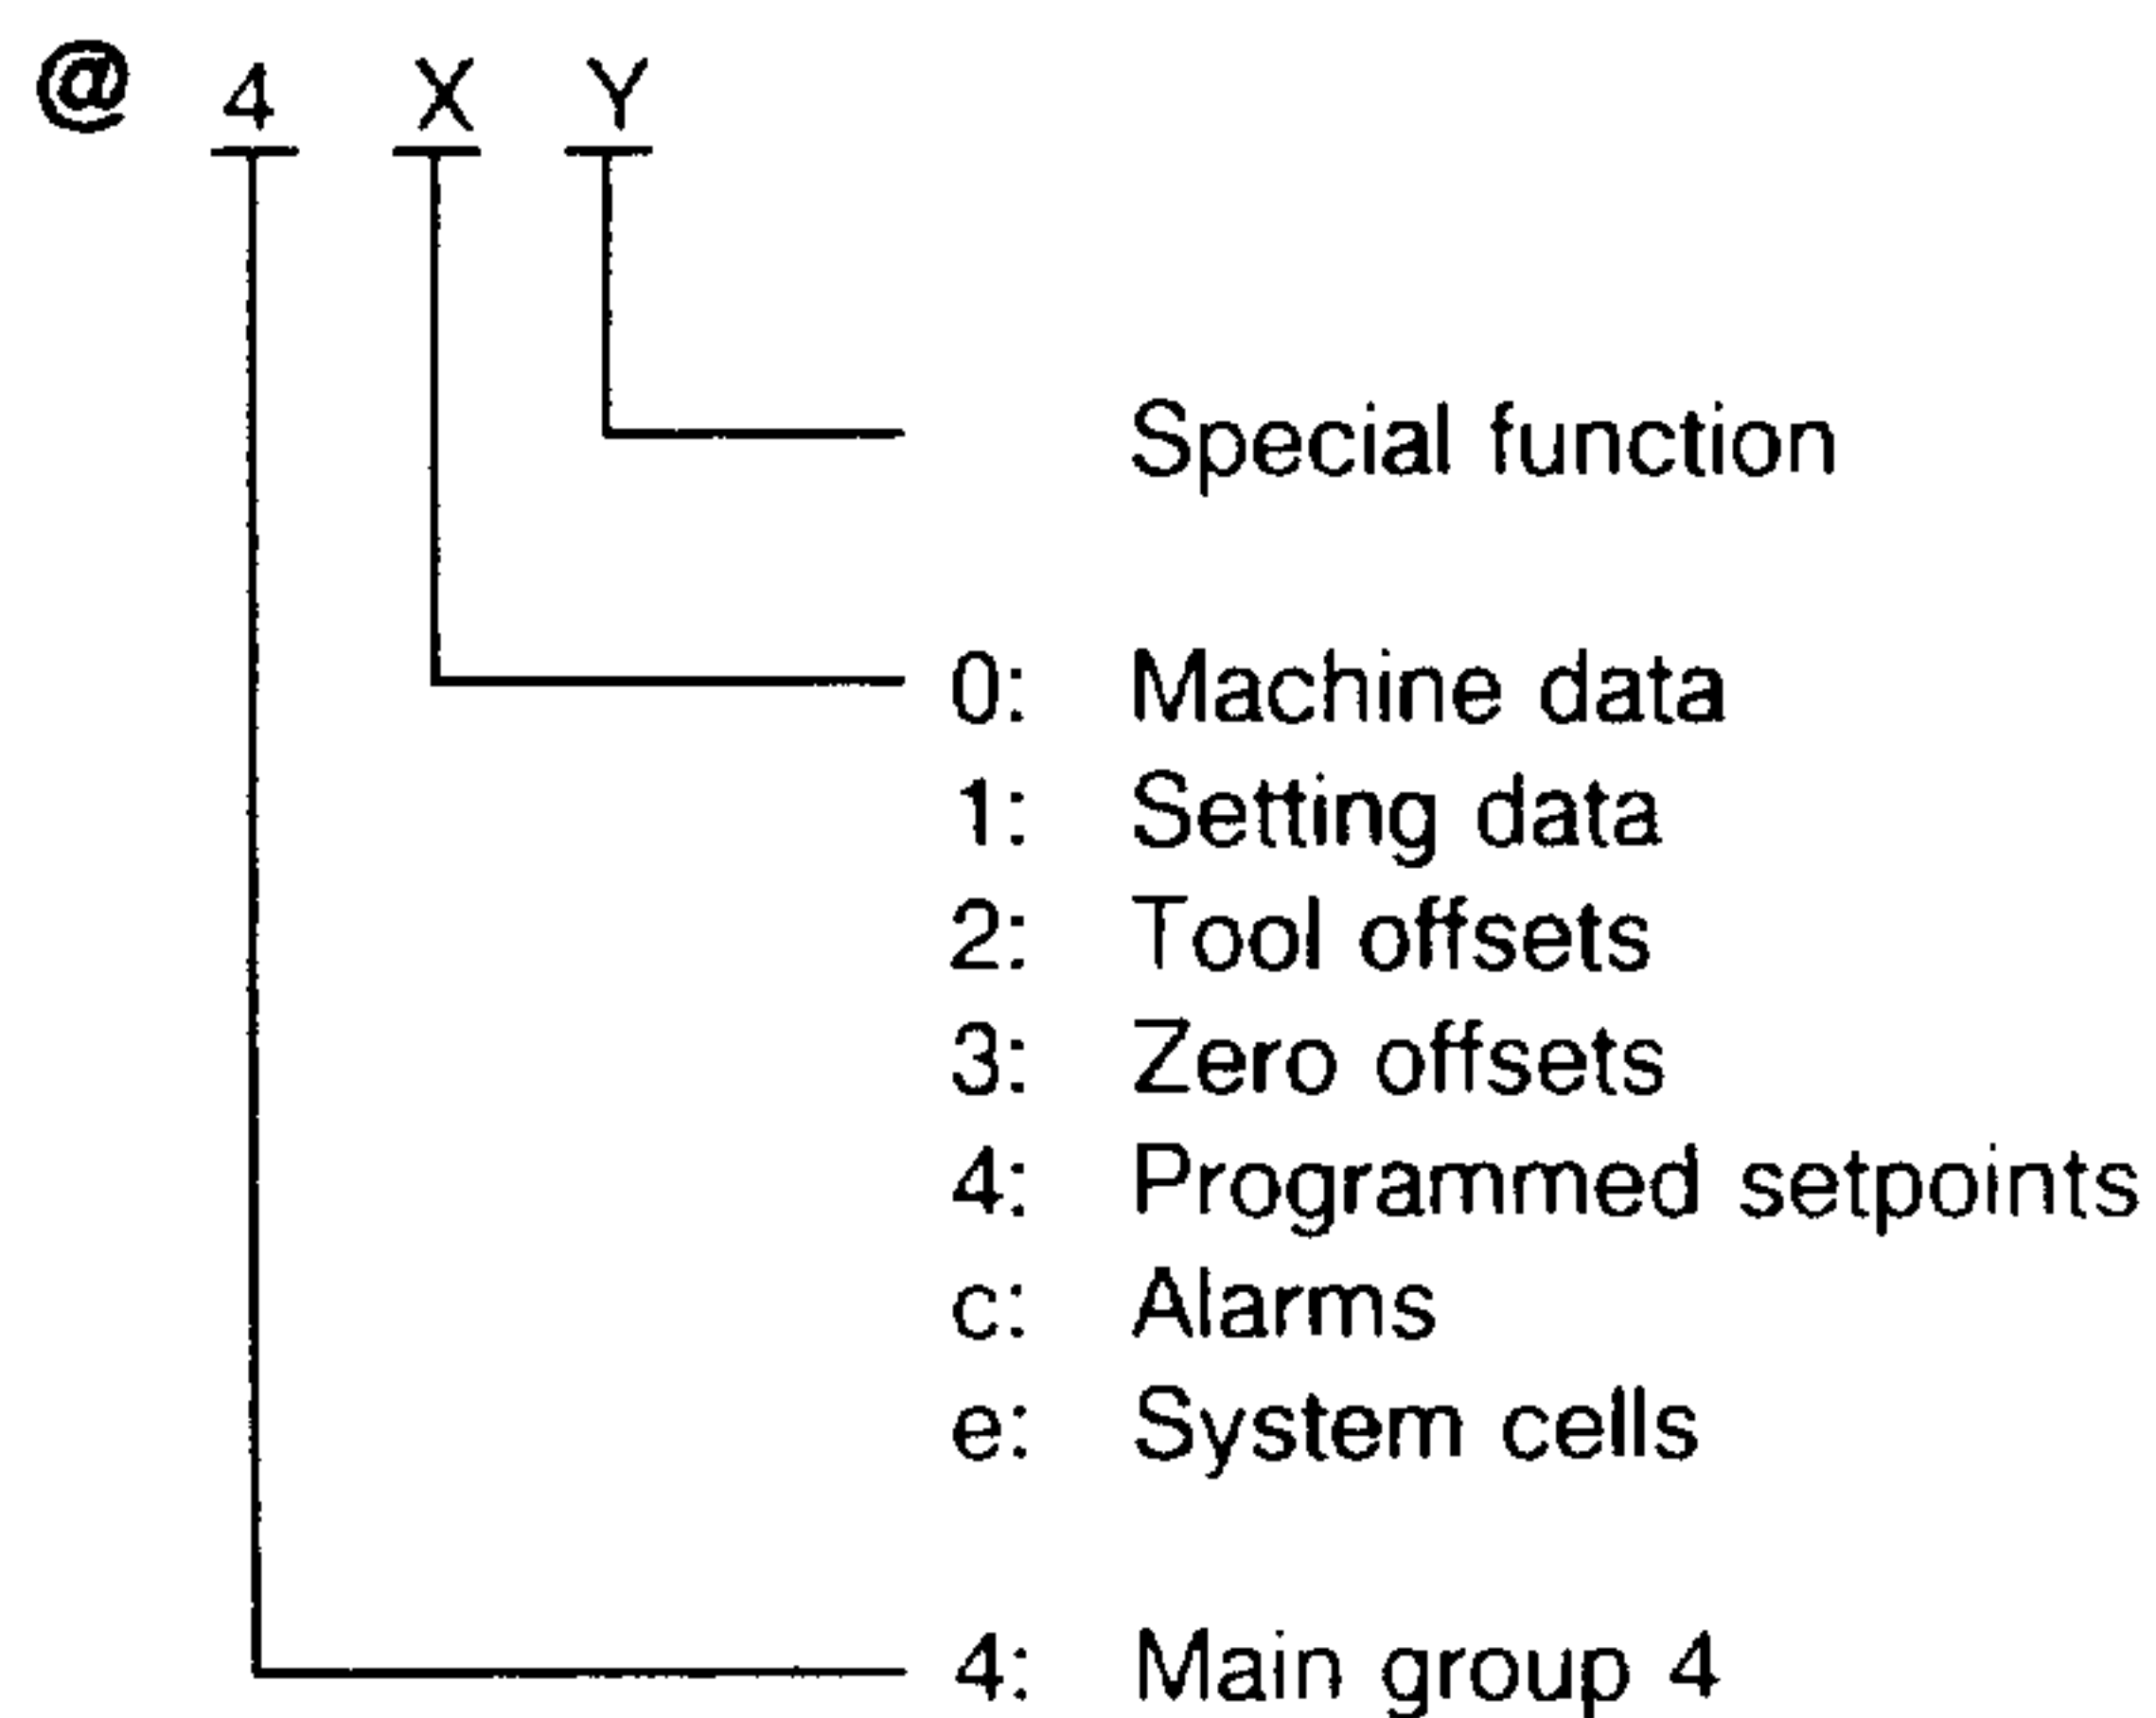 @ 4 X Y
Special function
0: Machine data
1: Setting data
2: Tool offsets
3: Zero offsets
4: Programmed setpoints
c: Alarms
e: System cells
4: Main group 4